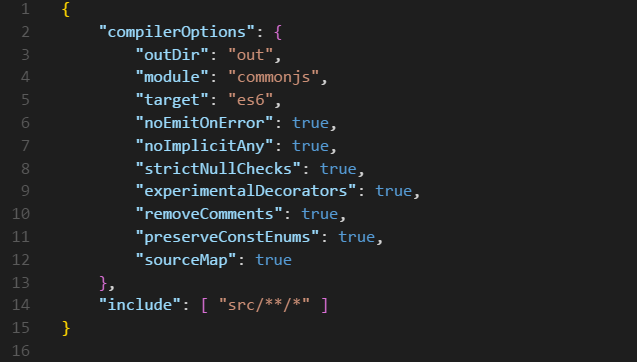 1 {
2     "compilerOptions": {
3         "outDir": "out",
4         "module": "commonjs",
5         "target": "es6",
6         "noEmitOnError": true,
7         "noImplicitAny": true,
8         "strictNullChecks": true,
9         "experimentalDecorators": true,
10         "removeComments": true,
11         "preserveConstEnums": true,
12         "sourceMap": true
13     },
14     "include": [ "src/**/*" ]
15 }
16